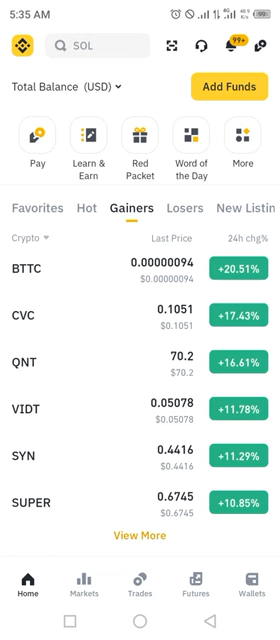 5:35 AM
4G
48.9
K/s
99
SOL
99+
Total Balance (USD)
Add Funds
Pay
Learn &
Earn
Red
Packet
Word of
the Day
More
Favorites Hot Gainers Losers New Listin
Crypto Last Price 24h chg%
BTTC 0.00000094 +20.51%
$0.00000094
CVC 0.1051 +17.43%
$0.1051
QNT 70.2 +16.61%
$70.2
VIDT 0.05078 +11.78%
$0.05078
SYN 0.4416 +11.29%
$0.4416
SUPER 0.6745 +10.85%
$0.6745
View More
Home Markets Trades Futures Wallets